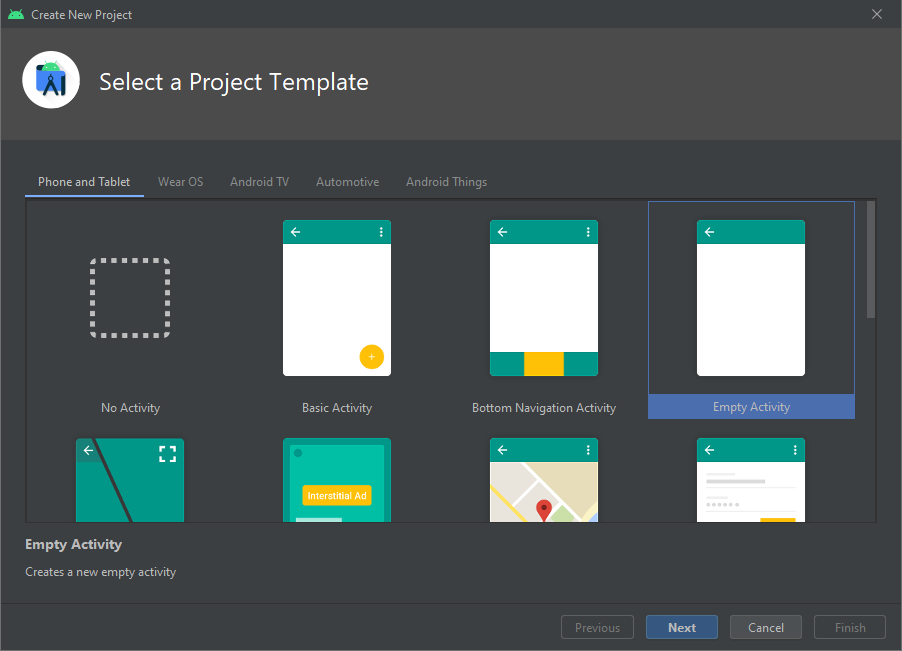 Create New Project
Select a Project Template
Phone and Tablet
Wear OS
Android TV
Automotive
Android Things
No Activity
Basic Activity
Bottom Navigation Activity
Empty Activity
Interstitial Ad
Empty Activity
Creates a new empty activity
Previous
Next
Cancel
Finish